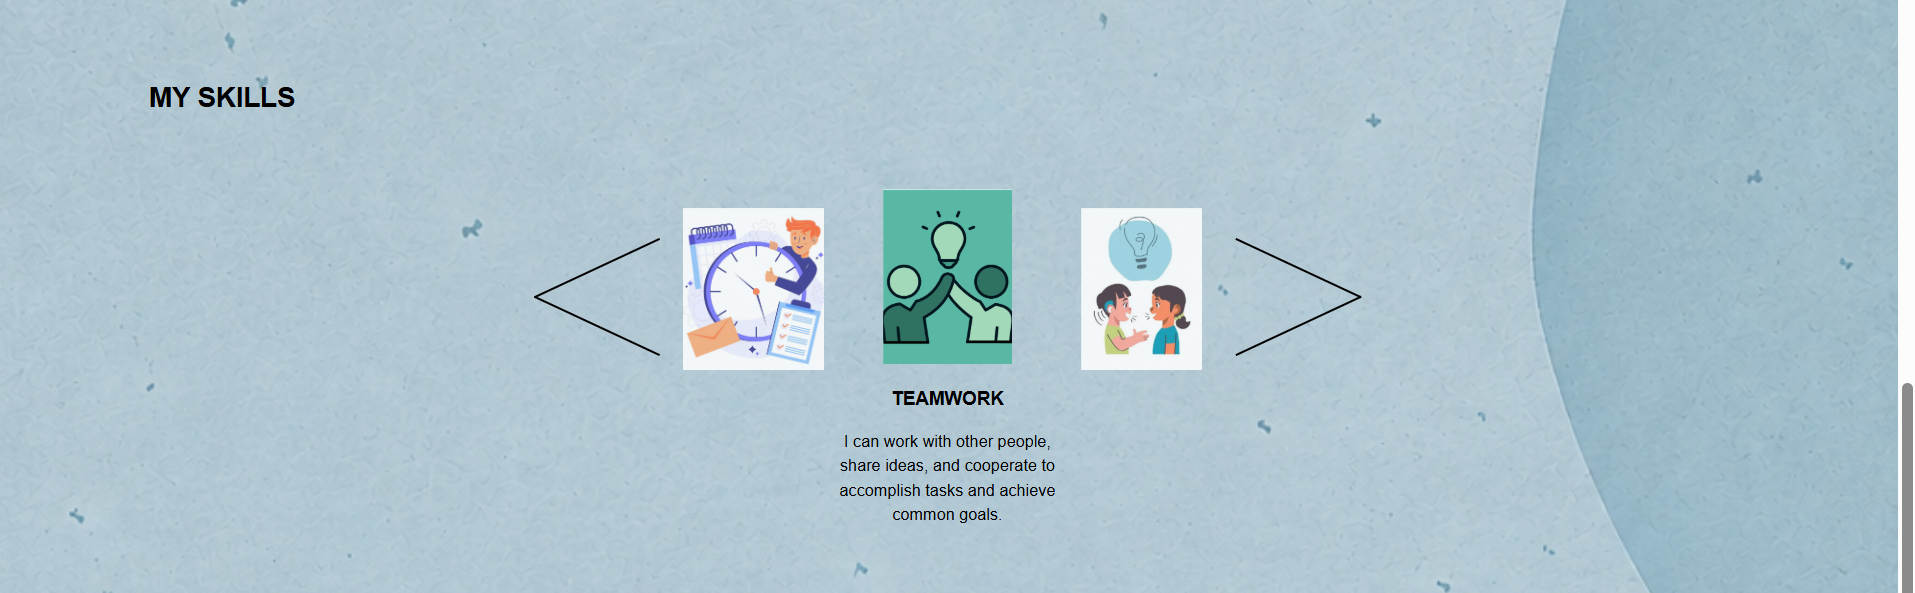 MY SKILLS
TEAMWORK
I can work with other people,
share ideas, and cooperate to
accomplish tasks and achieve
common goals.